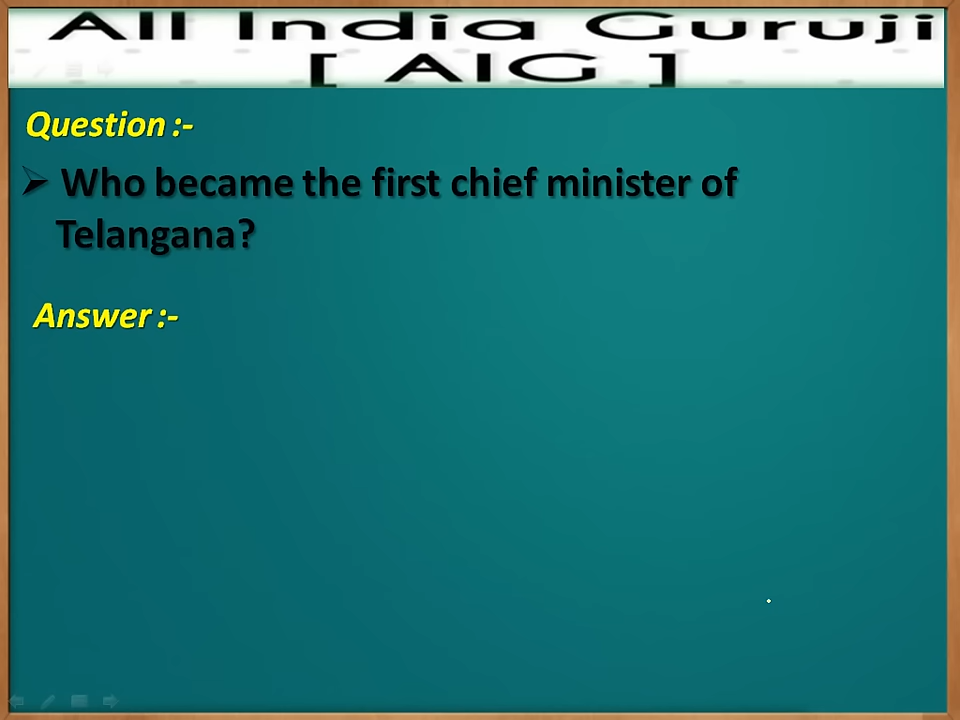 All India Guruji
[ AIG ]
Question :-
➢ Who became the first chief minister of
Telangana?
Answer :-